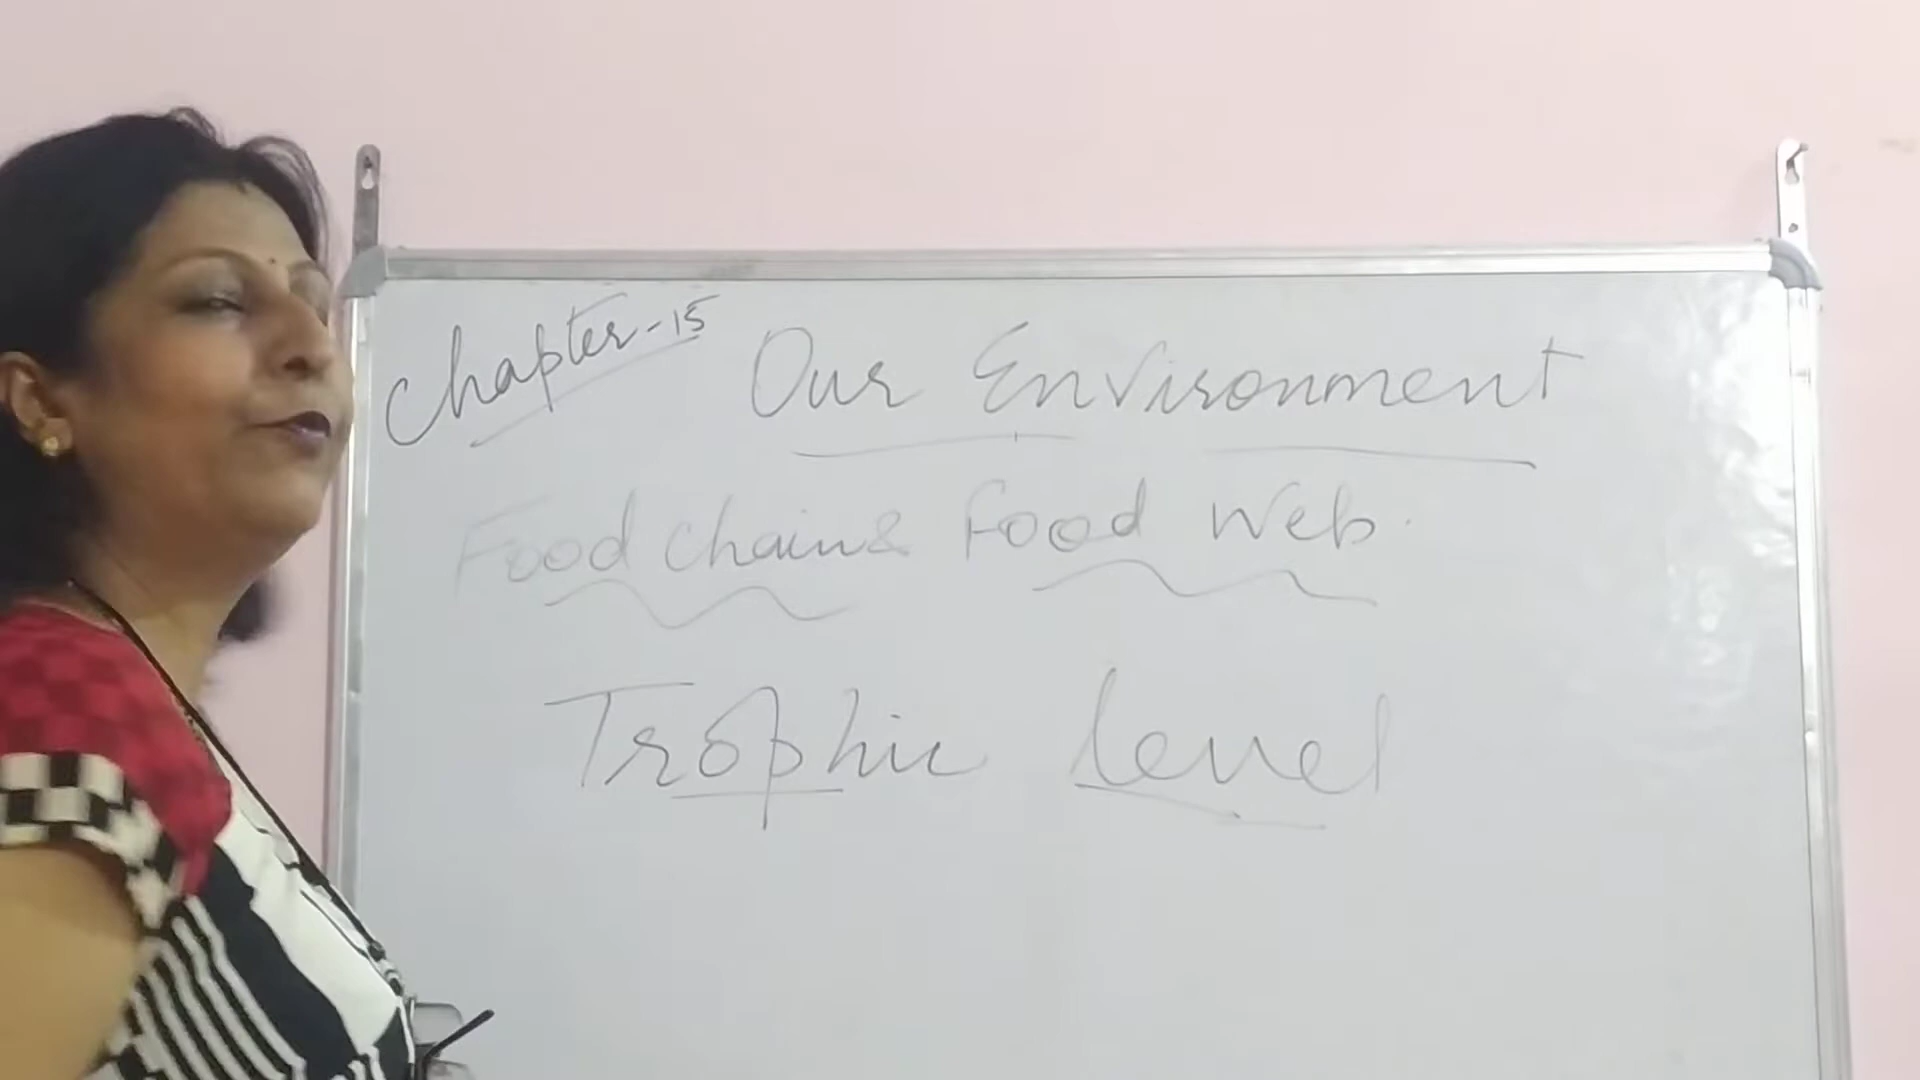 Chapter-15
Our Environment
Food Chain & Food Web.
Trophic level